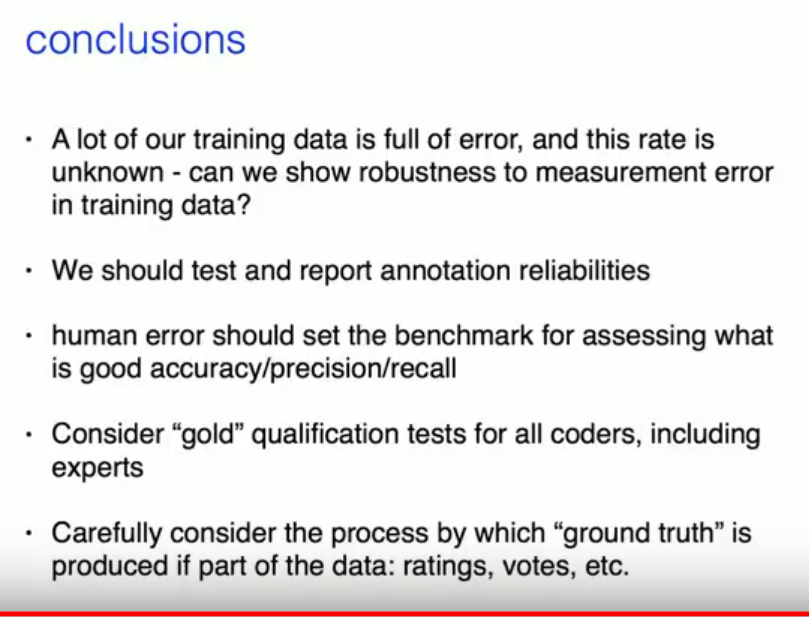 conclusions
· A lot of our training data is full of error, and this rate is
unknown - can we show robustness to measurement error
in training data?
· We should test and report annotation reliabilities
· human error should set the benchmark for assessing what
is good accuracy/precision/recall
· Consider “gold” qualification tests for all coders, including
experts
· Carefully consider the process by which “ground truth” is
produced if part of the data: ratings, votes, etc.